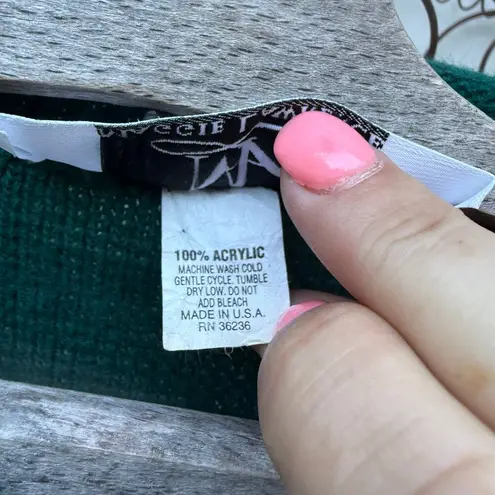 100% ACRYLIC
MACHINE WASH COLD
GENTLE CYCLE. TUMBLE
DRY LOW. DO NOT
ADD BLEACH
MADE IN U.S.A.
RN 36236